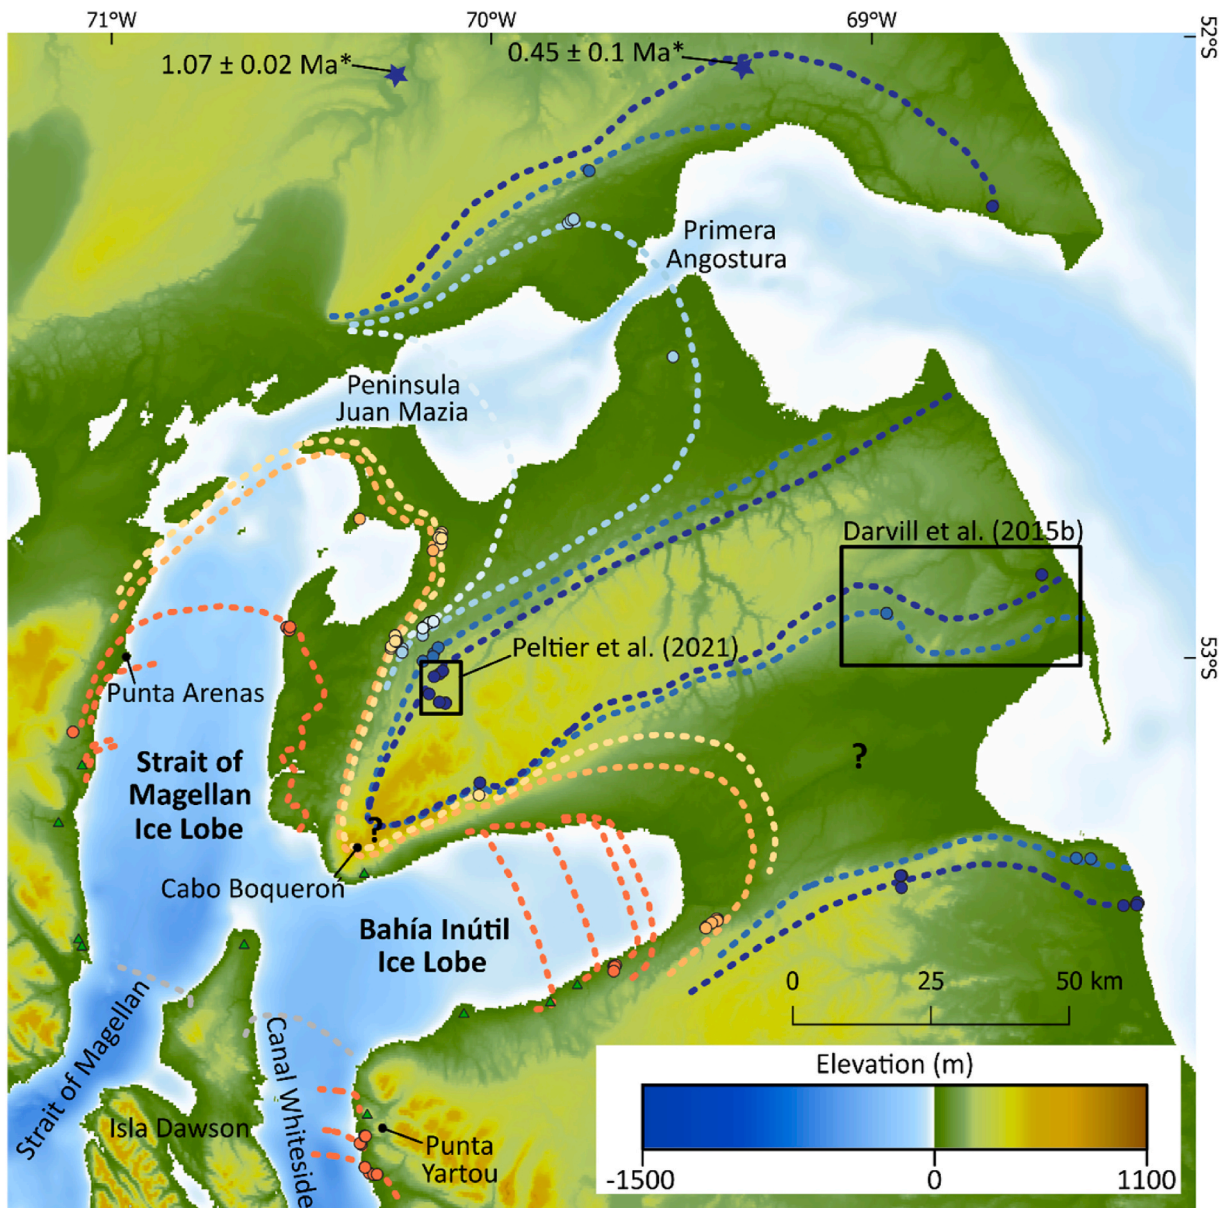 71°W
70°W
69°W
52°S
1.07 ± 0.02 Ma*
0.45 ± 0.1 Ma*
Primera
Angostura
Peninsula
Juan Mazia
Darvill et al. (2015b)
Peltier et al. (2021)
53°S
Punta Arenas
Strait of
Magellan
Ice Lobe
?
?
Cabo Boquerón
Bahía Inútil
Ice Lobe
0
25
50 km
Strait of Magellan
Canal Whiteside
Isla Dawson
Punta
Yartou
Elevation (m)
-1500
0
1100